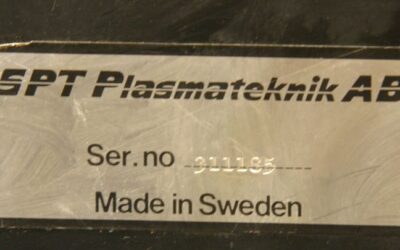 SPT Plasmateknik AB
Ser.no 911185
Made in Sweden